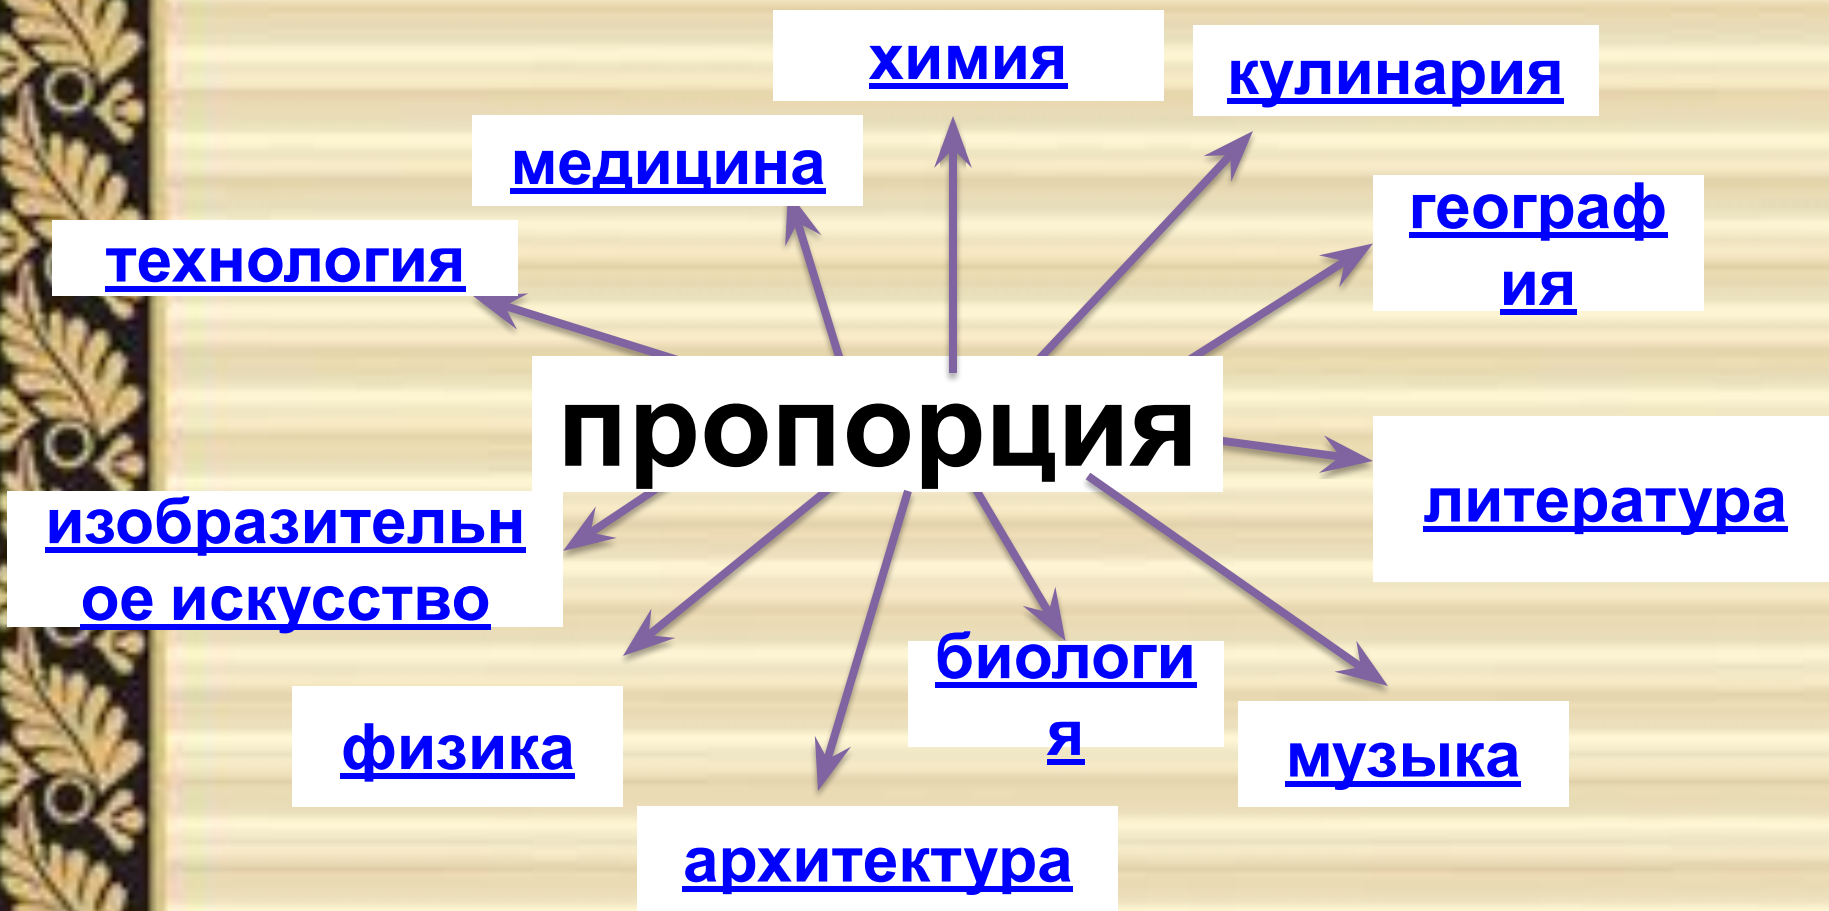 химия
кулинария
медицина
географ
ия
технология
пропорция
литература
изобразительн
ое искусство
биологи
я
физика
музыка
архитектура